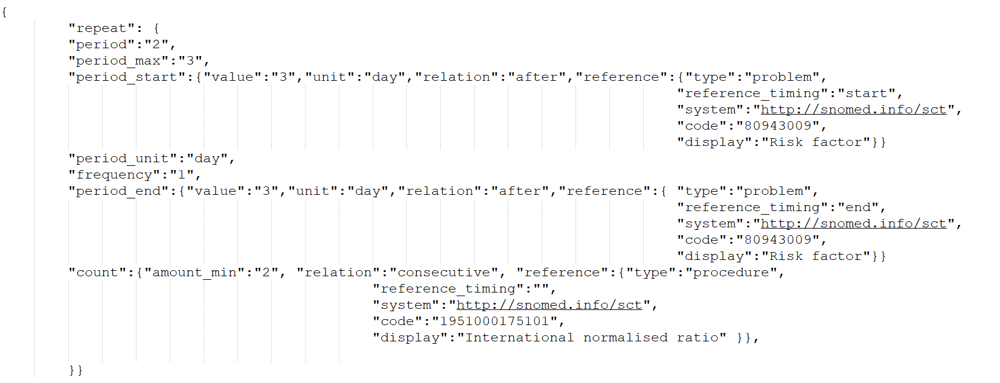 {
"repeat": {
"period":"2",
"period_max":"3",
"period_start":{"value":"3","unit":"day","relation":"after","reference":{"type":"problem",
"reference_timing":"start",
"system":"http://snomed.info/sct",
"code":"80943009",
"display":"Risk factor"}}
"period_unit":"day",
"frequency":"1",
"period_end":{"value":"3","unit":"day","relation":"after","reference":{ "type":"problem",
"reference_timing":"end",
"system":"http://snomed.info/sct",
"code":"80943009",
"display":"Risk factor"}}
"count":{"amount_min":"2", "relation":"consecutive", "reference":{"type":"procedure",
"reference_timing":"",
"system":"http://snomed.info/sct",
"code":"1951000175101",
"display":"International normalised ratio" }},
}}